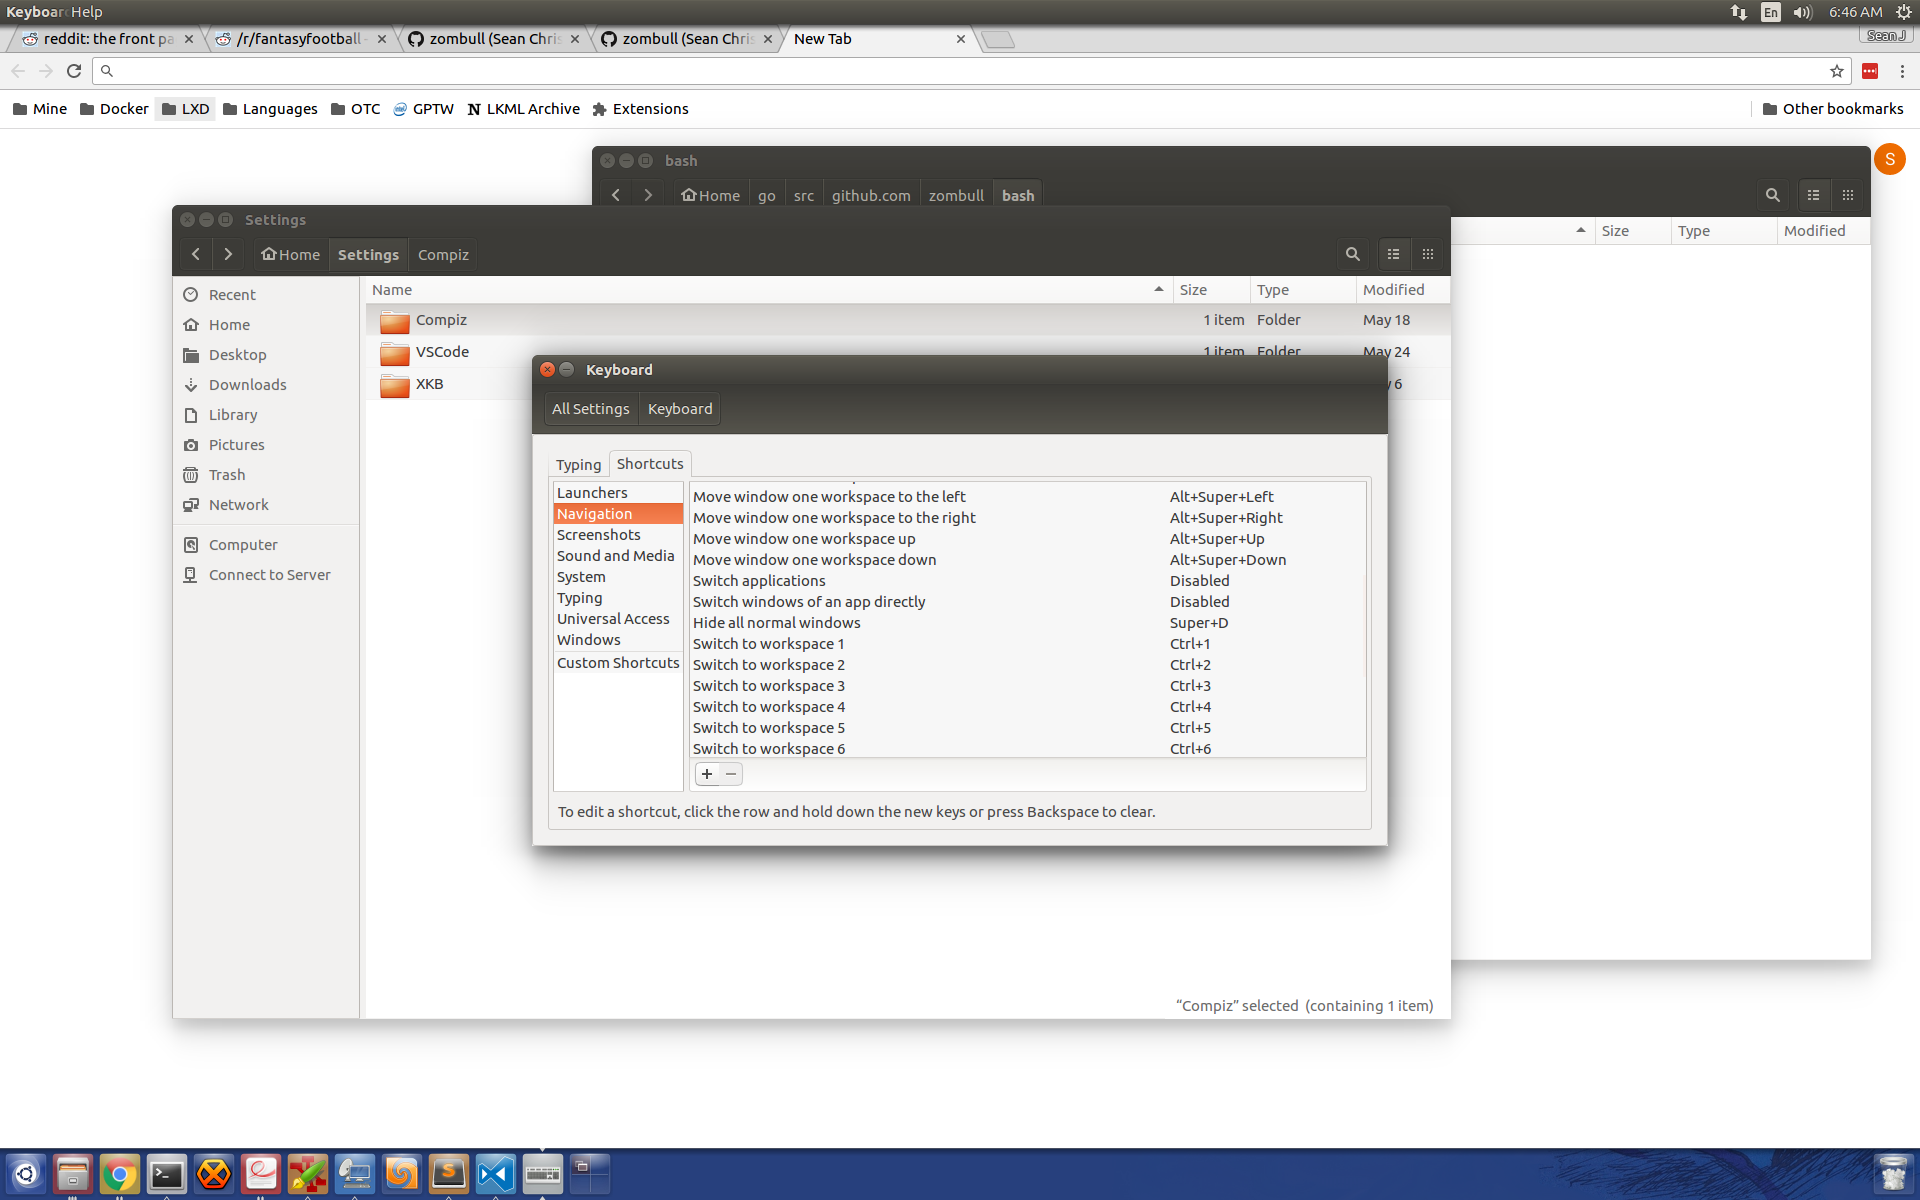 Keyboar Help
En 6:46 AM
reddit: the front pa
/r/fantasyfootball -
zombull (Sean Chris
zombull (Sean Chris
New Tab
Sean J
Mine Docker LXD Languages OTC GPTW LKML Archive Extensions Other bookmarks
S
bash
Home go src github.com zombull bash
Size Type Modified
Settings
Home Settings Compiz
Name Size Type Modified
Recent
Home
Desktop
Downloads
Library
Pictures
Trash
Network
Computer
Connect to Server
Compiz 1 item Folder May 18
VSCode 1 item Folder May 24
XKB y 6
Keyboard
All Settings Keyboard
Typing Shortcuts
Launchers
Navigation
Screenshots
Sound and Media
System
Typing
Universal Access
Windows
Custom Shortcuts
Move window one workspace to the left Alt+Super+Left
Move window one workspace to the right Alt+Super+Right
Move window one workspace up Alt+Super+Up
Move window one workspace down Alt+Super+Down
Switch applications Disabled
Switch windows of an app directly Disabled
Hide all normal windows Super+D
Switch to workspace 1 Ctrl+1
Switch to workspace 2 Ctrl+2
Switch to workspace 3 Ctrl+3
Switch to workspace 4 Ctrl+4
Switch to workspace 5 Ctrl+5
Switch to workspace 6 Ctrl+6
To edit a shortcut, click the row and hold down the new keys or press Backspace to clear.
“Compiz” selected (containing 1 item)